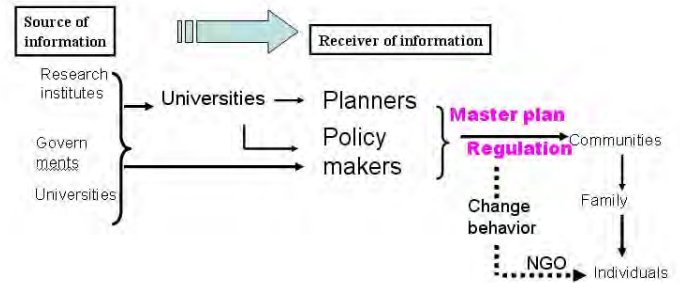 Source of
information
Receiver of information
Research
institutes
Govern
ments
Universities
Universities
Planners
Policy
makers
Master plan
Regulation
Communities
Family
Individuals
Change
behavior
NGO